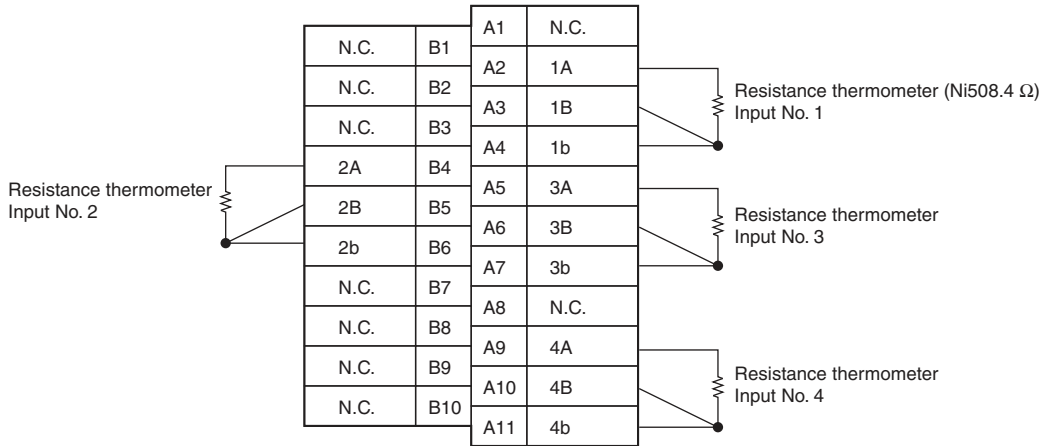 A1 N.C.
N.C. B1
A2 1A
N.C. B2
A3 1B
N.C. B3
A4 1b
2A B4
A5 3A
2B B5
A6 3B
2b B6
A7 3b
N.C. B7
A8 N.C.
N.C. B8
A9 4A
N.C. B9
A10 4B
N.C. B10
A11 4b
Resistance thermometer (Ni508.4 Ω)
Input No. 1
Resistance thermometer
Input No. 2
Resistance thermometer
Input No. 3
Resistance thermometer
Input No. 4